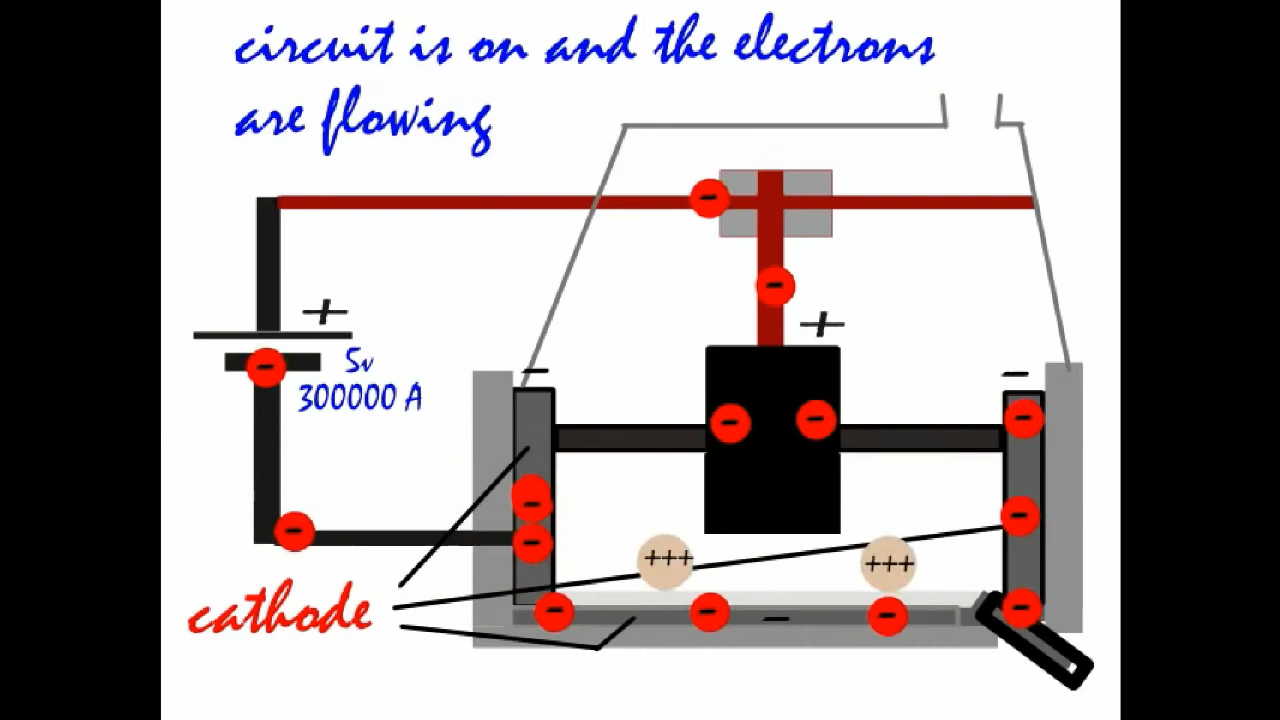 circuit is on and the electrons
are flowing
+
+
5v
300000 A
-
-
+++
+++
cathode
-